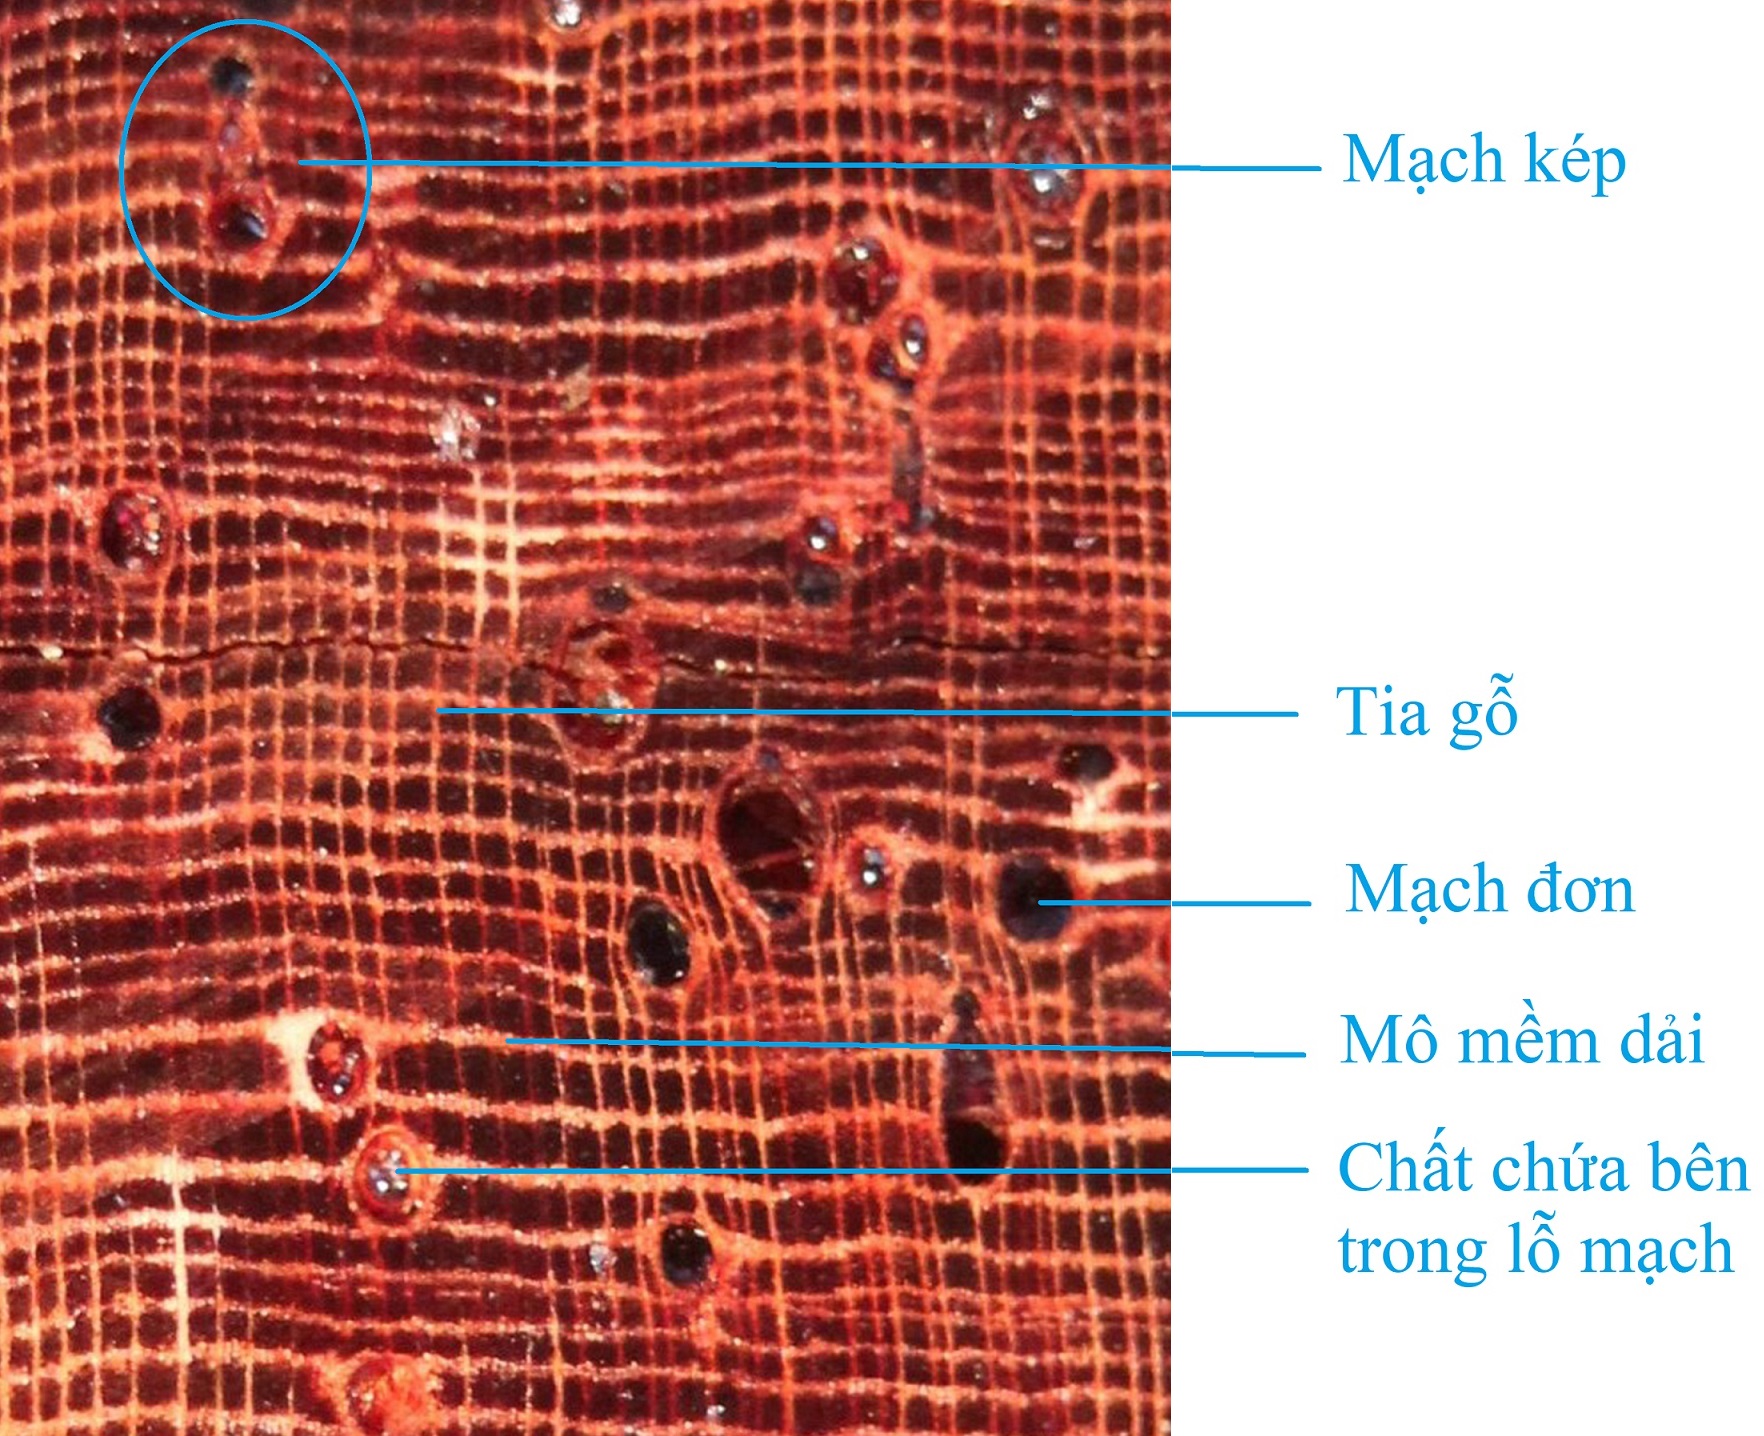 Mạch kép
Tia gỗ
Mạch đơn
Mô mềm dải
Chất chứa bên
trong lỗ mạch